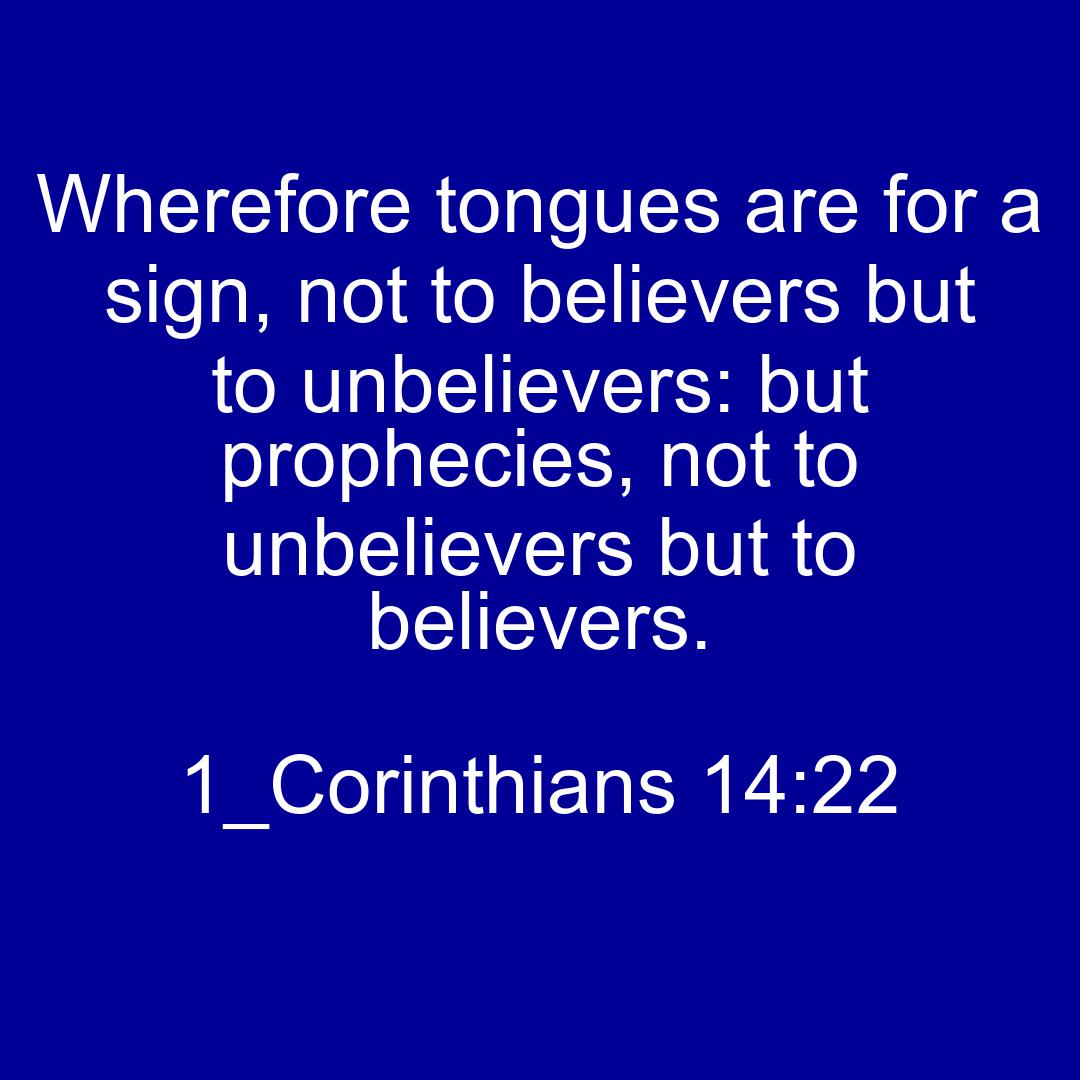 Wherefore tongues are for a
sign, not to believers but
to unbelievers: but
prophecies, not to
unbelievers but to
believers.
1_Corinthians 14:22